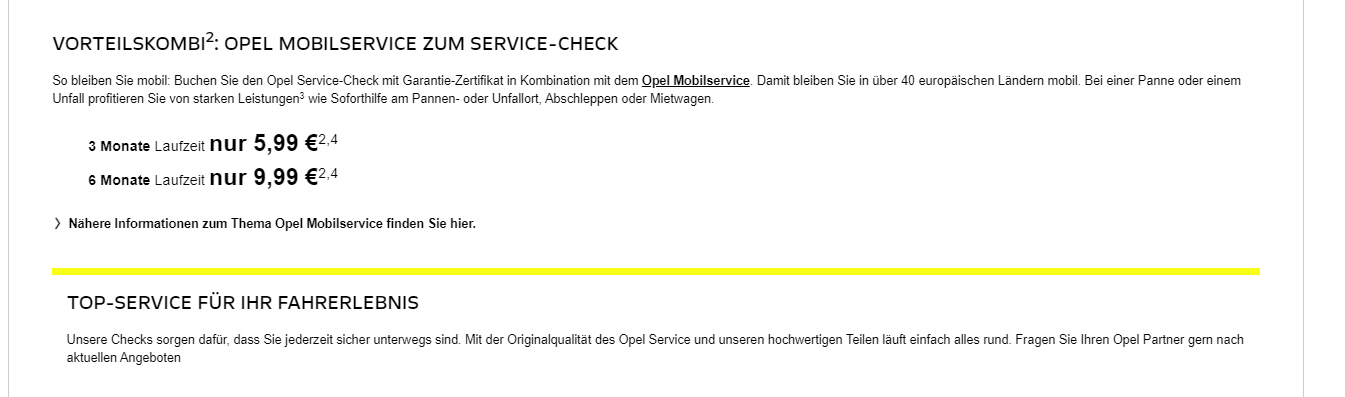 VORTEILSKOMBI²: OPEL MOBILSERVICE ZUM SERVICE-CHECK
So bleiben Sie mobil: Buchen Sie den Opel Service-Check mit Garantie-Zertifikat in Kombination mit dem Opel Mobilservice. Damit bleiben Sie in über 40 europäischen Ländern mobil. Bei einer Panne oder einem
Unfall profitieren Sie von starken Leistungen³ wie Soforthilfe am Pannen- oder Unfallort, Abschleppen oder Mietwagen.
3 Monate Laufzeit nur 5,99 €2,4
6 Monate Laufzeit nur 9,99 €2,4
Nähere Informationen zum Thema Opel Mobilservice finden Sie hier.
TOP-SERVICE FÜR IHR FAHRERLEBNIS
Unsere Checks sorgen dafür, dass Sie jederzeit sicher unterwegs sind. Mit der Originalqualität des Opel Service und unseren hochwertigen Teilen läuft einfach alles rund. Fragen Sie Ihren Opel Partner gern nach
aktuellen Angeboten